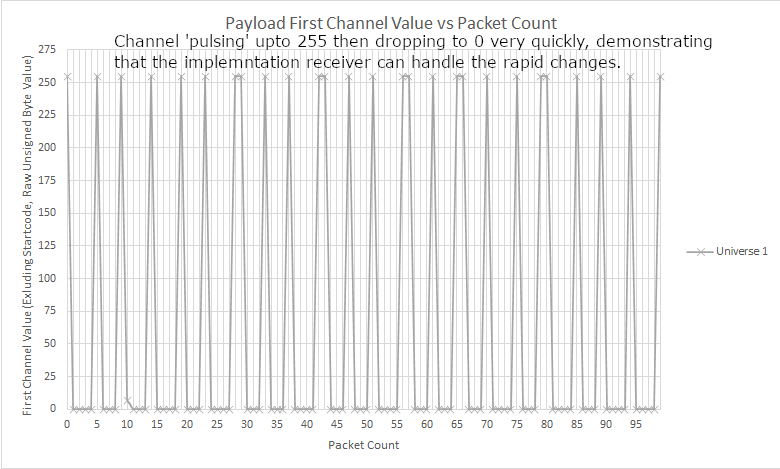 Payload First Channel Value vs Packet Count
Channel 'pulsing' upto 255 then dropping to 0 very quickly, demonstrating
that the implemntation receiver can handle the rapid changes.
First Channel Value (Exluding Startcode, Raw Unsigned Byte Value)
275
250
225
200
175
150
125
100
75
50
25
0
0 5 10 15 20 25 30 35 40 45 50 55 60 65 70 75 80 85 90 95
Packet Count
Universe 1